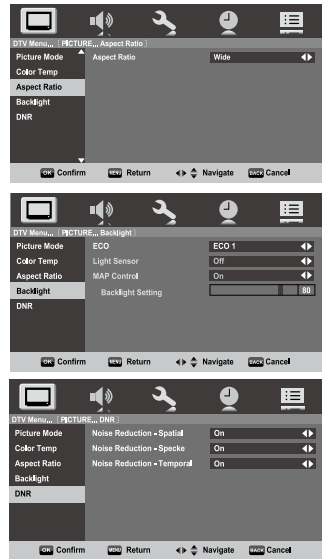 DTV Menu,,, [ PICTURE,,, Aspect Ratio ]
Picture Mode Aspect Ratio Wide
Color Temp
Aspect Ratio
Backlight
DNR
OK Confirm MENU Return Navigate BACK Cancel
DTV Menu,,, [ PICTURE,,, Backlight ]
Picture Mode ECO ECO 1
Color Temp Light Sensor Off
Aspect Ratio MAP Control On
Backlight Backlight Setting 80
DNR
OK Confirm MENU Return Navigate BACK Cancel
DTV Menu,,, [ PICTURE,,, DNR ]
Picture Mode Noise Reduction - Spatial On
Color Temp Noise Reduction - Specke On
Aspect Ratio Noise Reduction - Temporal On
Backlight
DNR
OK Confirm MENU Return Navigate BACK Cancel